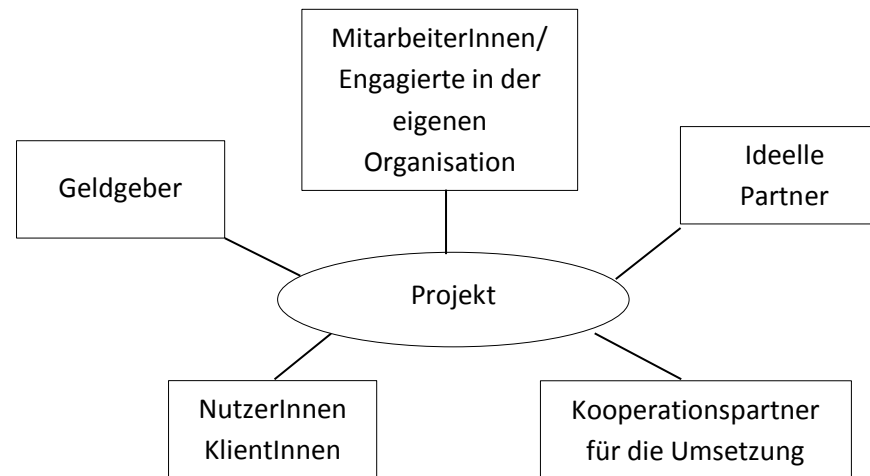 MitarbeiterInnen/
Engagierte in der
eigenen
Organisation
Geldgeber
Ideelle
Partner
Projekt
NutzerInnen
KlientInnen
Kooperationspartner
für die Umsetzung